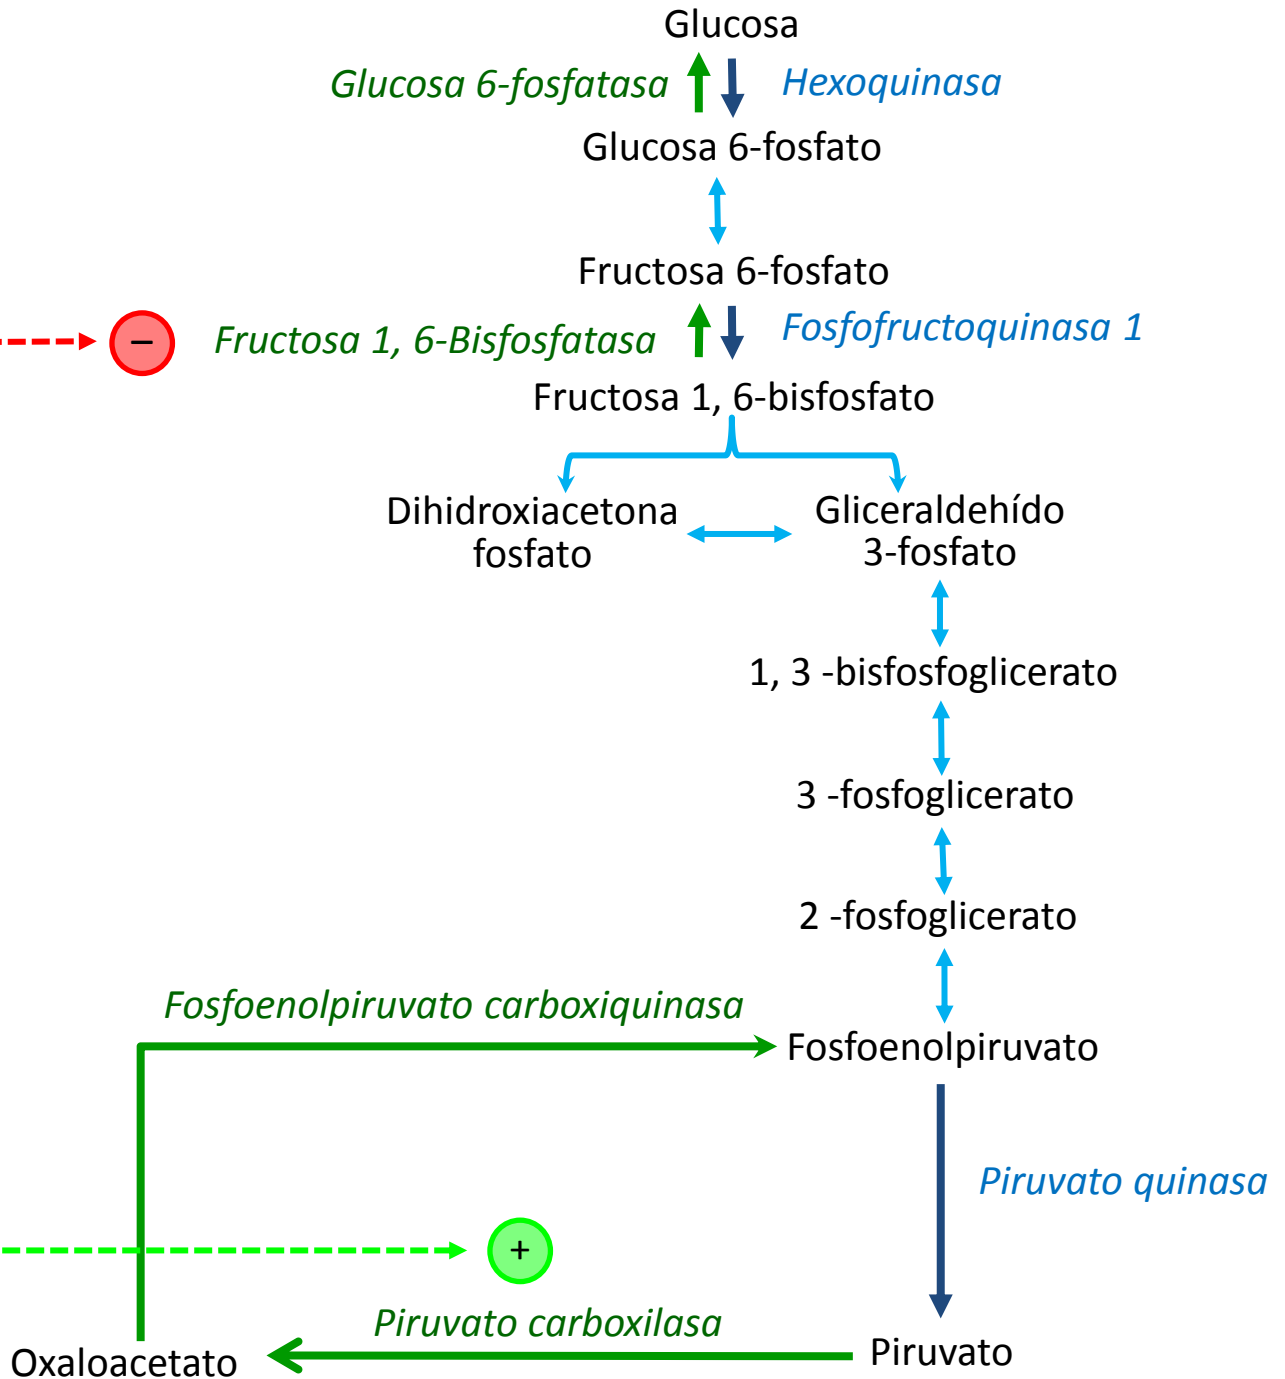 Glucosa
Glucosa 6-fosfatasa
Hexoquinasa
Glucosa 6-fosfato
Fructosa 6-fosfato
−
Fructosa 1, 6-Bisfosfatasa
Fosfofructoquinasa 1
Fructosa 1, 6-bisfosfato
Dihidroxiacetona
fosfato
Gliceraldehído
3-fosfato
1, 3 -bisfosfoglicerato
3 -fosfoglicerato
2 -fosfoglicerato
Fosfoenolpiruvato carboxiquinasa
Fosfoenolpiruvato
Piruvato quinasa
+
Piruvato carboxilasa
Oxaloacetato
Piruvato